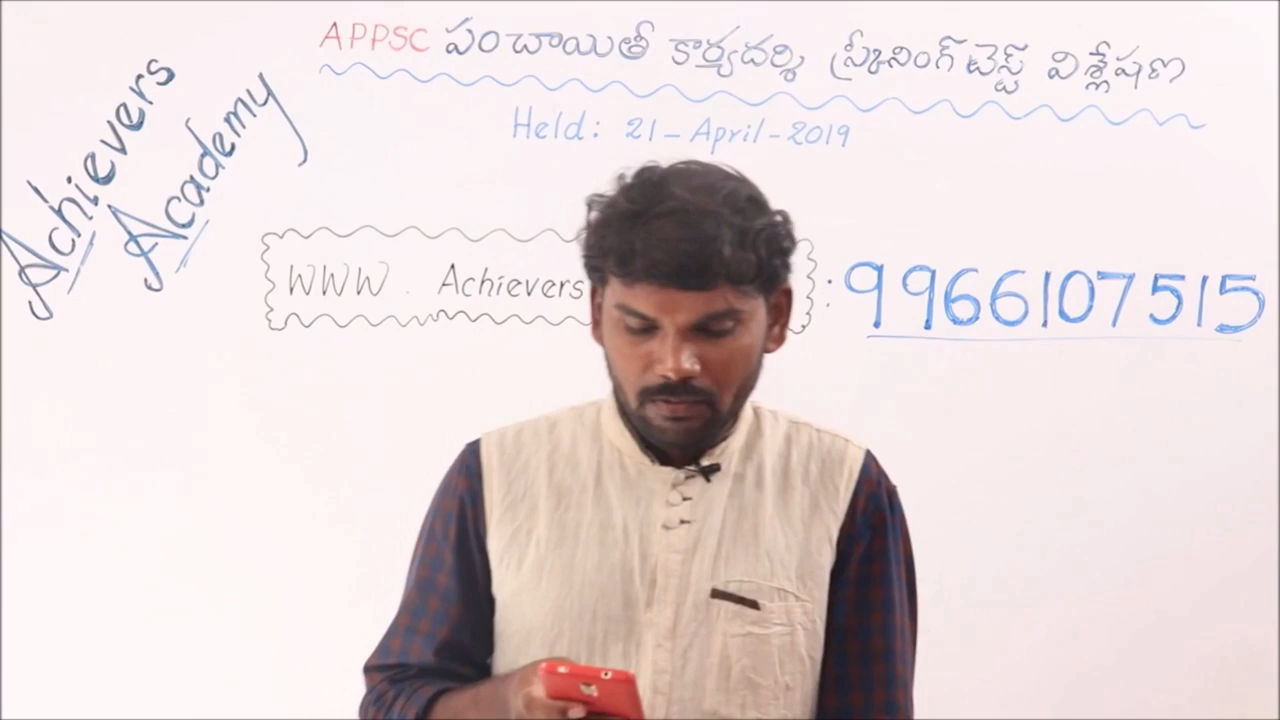 APPSC పంచాయితీ కార్యదర్శి స్క్రీనింగ్ టెస్ట్ విశ్లేషణ
Held: 21-April-2019
Achievers
Academy
WWW. Achievers
: 9966107515